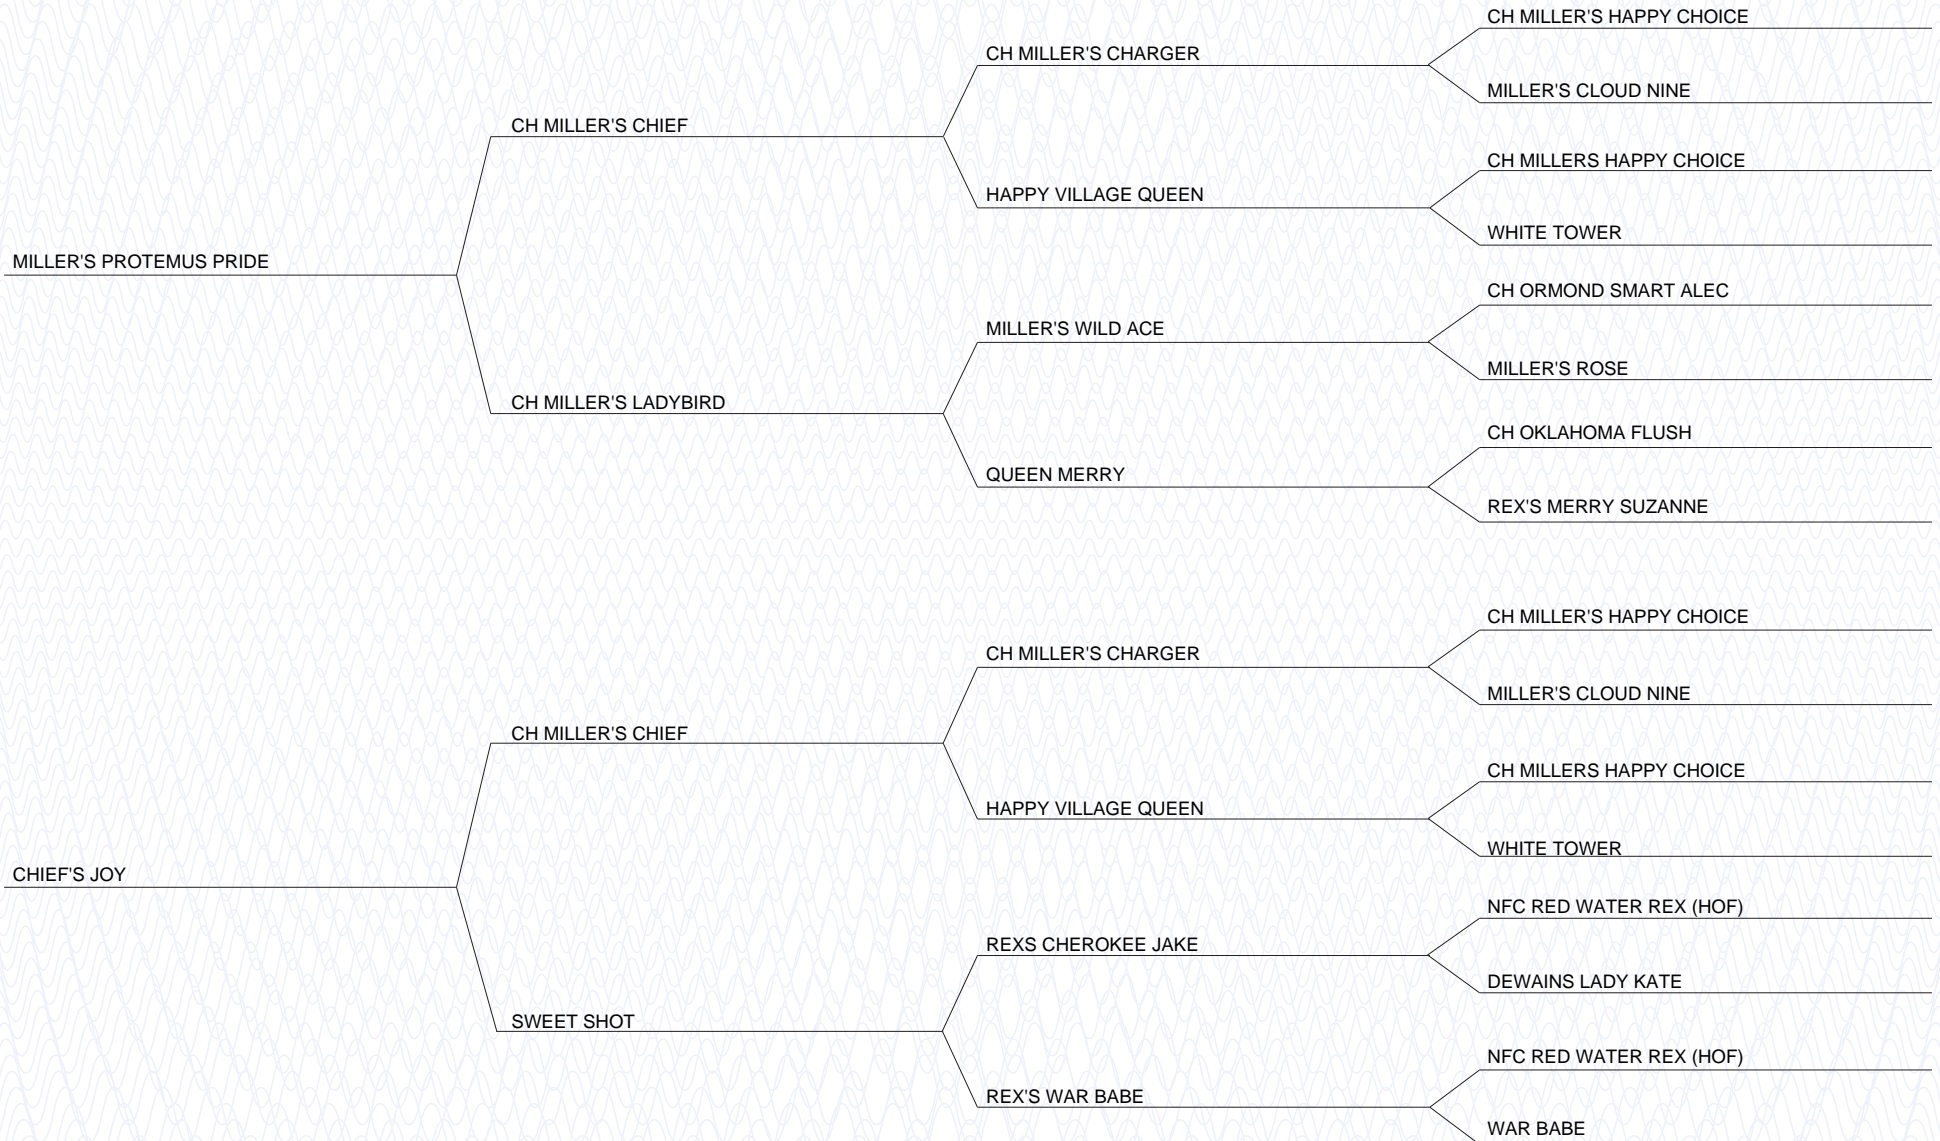 CH MILLER'S HAPPY CHOICE
CH MILLER'S CHARGER
MILLER'S CLOUD NINE
CH MILLER'S CHIEF
CH MILLERS HAPPY CHOICE
HAPPY VILLAGE QUEEN
WHITE TOWER
MILLER'S PROTEMUS PRIDE
CH ORMOND SMART ALEC
MILLER'S WILD ACE
MILLER'S ROSE
CH MILLER'S LADYBIRD
CH OKLAHOMA FLUSH
QUEEN MERRY
REX'S MERRY SUZANNE
CH MILLER'S HAPPY CHOICE
CH MILLER'S CHARGER
MILLER'S CLOUD NINE
CH MILLER'S CHIEF
CH MILLERS HAPPY CHOICE
HAPPY VILLAGE QUEEN
WHITE TOWER
CHIEF'S JOY
NFC RED WATER REX (HOF)
REXS CHEROKEE JAKE
DEWAINS LADY KATE
SWEET SHOT
NFC RED WATER REX (HOF)
REX'S WAR BABE
WAR BABE